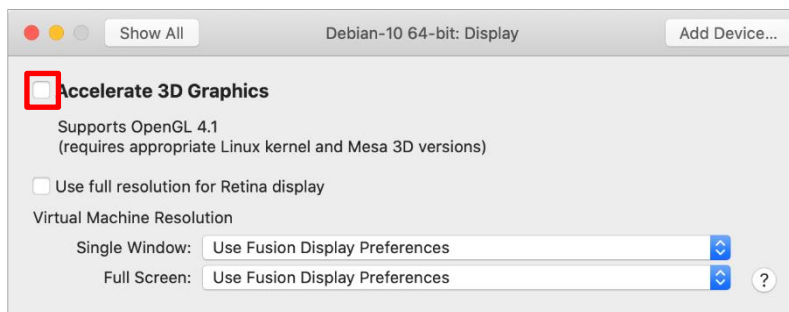 Show All
Debian-10 64-bit: Display
Add Device...
Accelerate 3D Graphics
Supports OpenGL 4.1
(requires appropriate Linux kernel and Mesa 3D versions)
Use full resolution for Retina display
Virtual Machine Resolution
Single Window: Use Fusion Display Preferences
Full Screen: Use Fusion Display Preferences
?